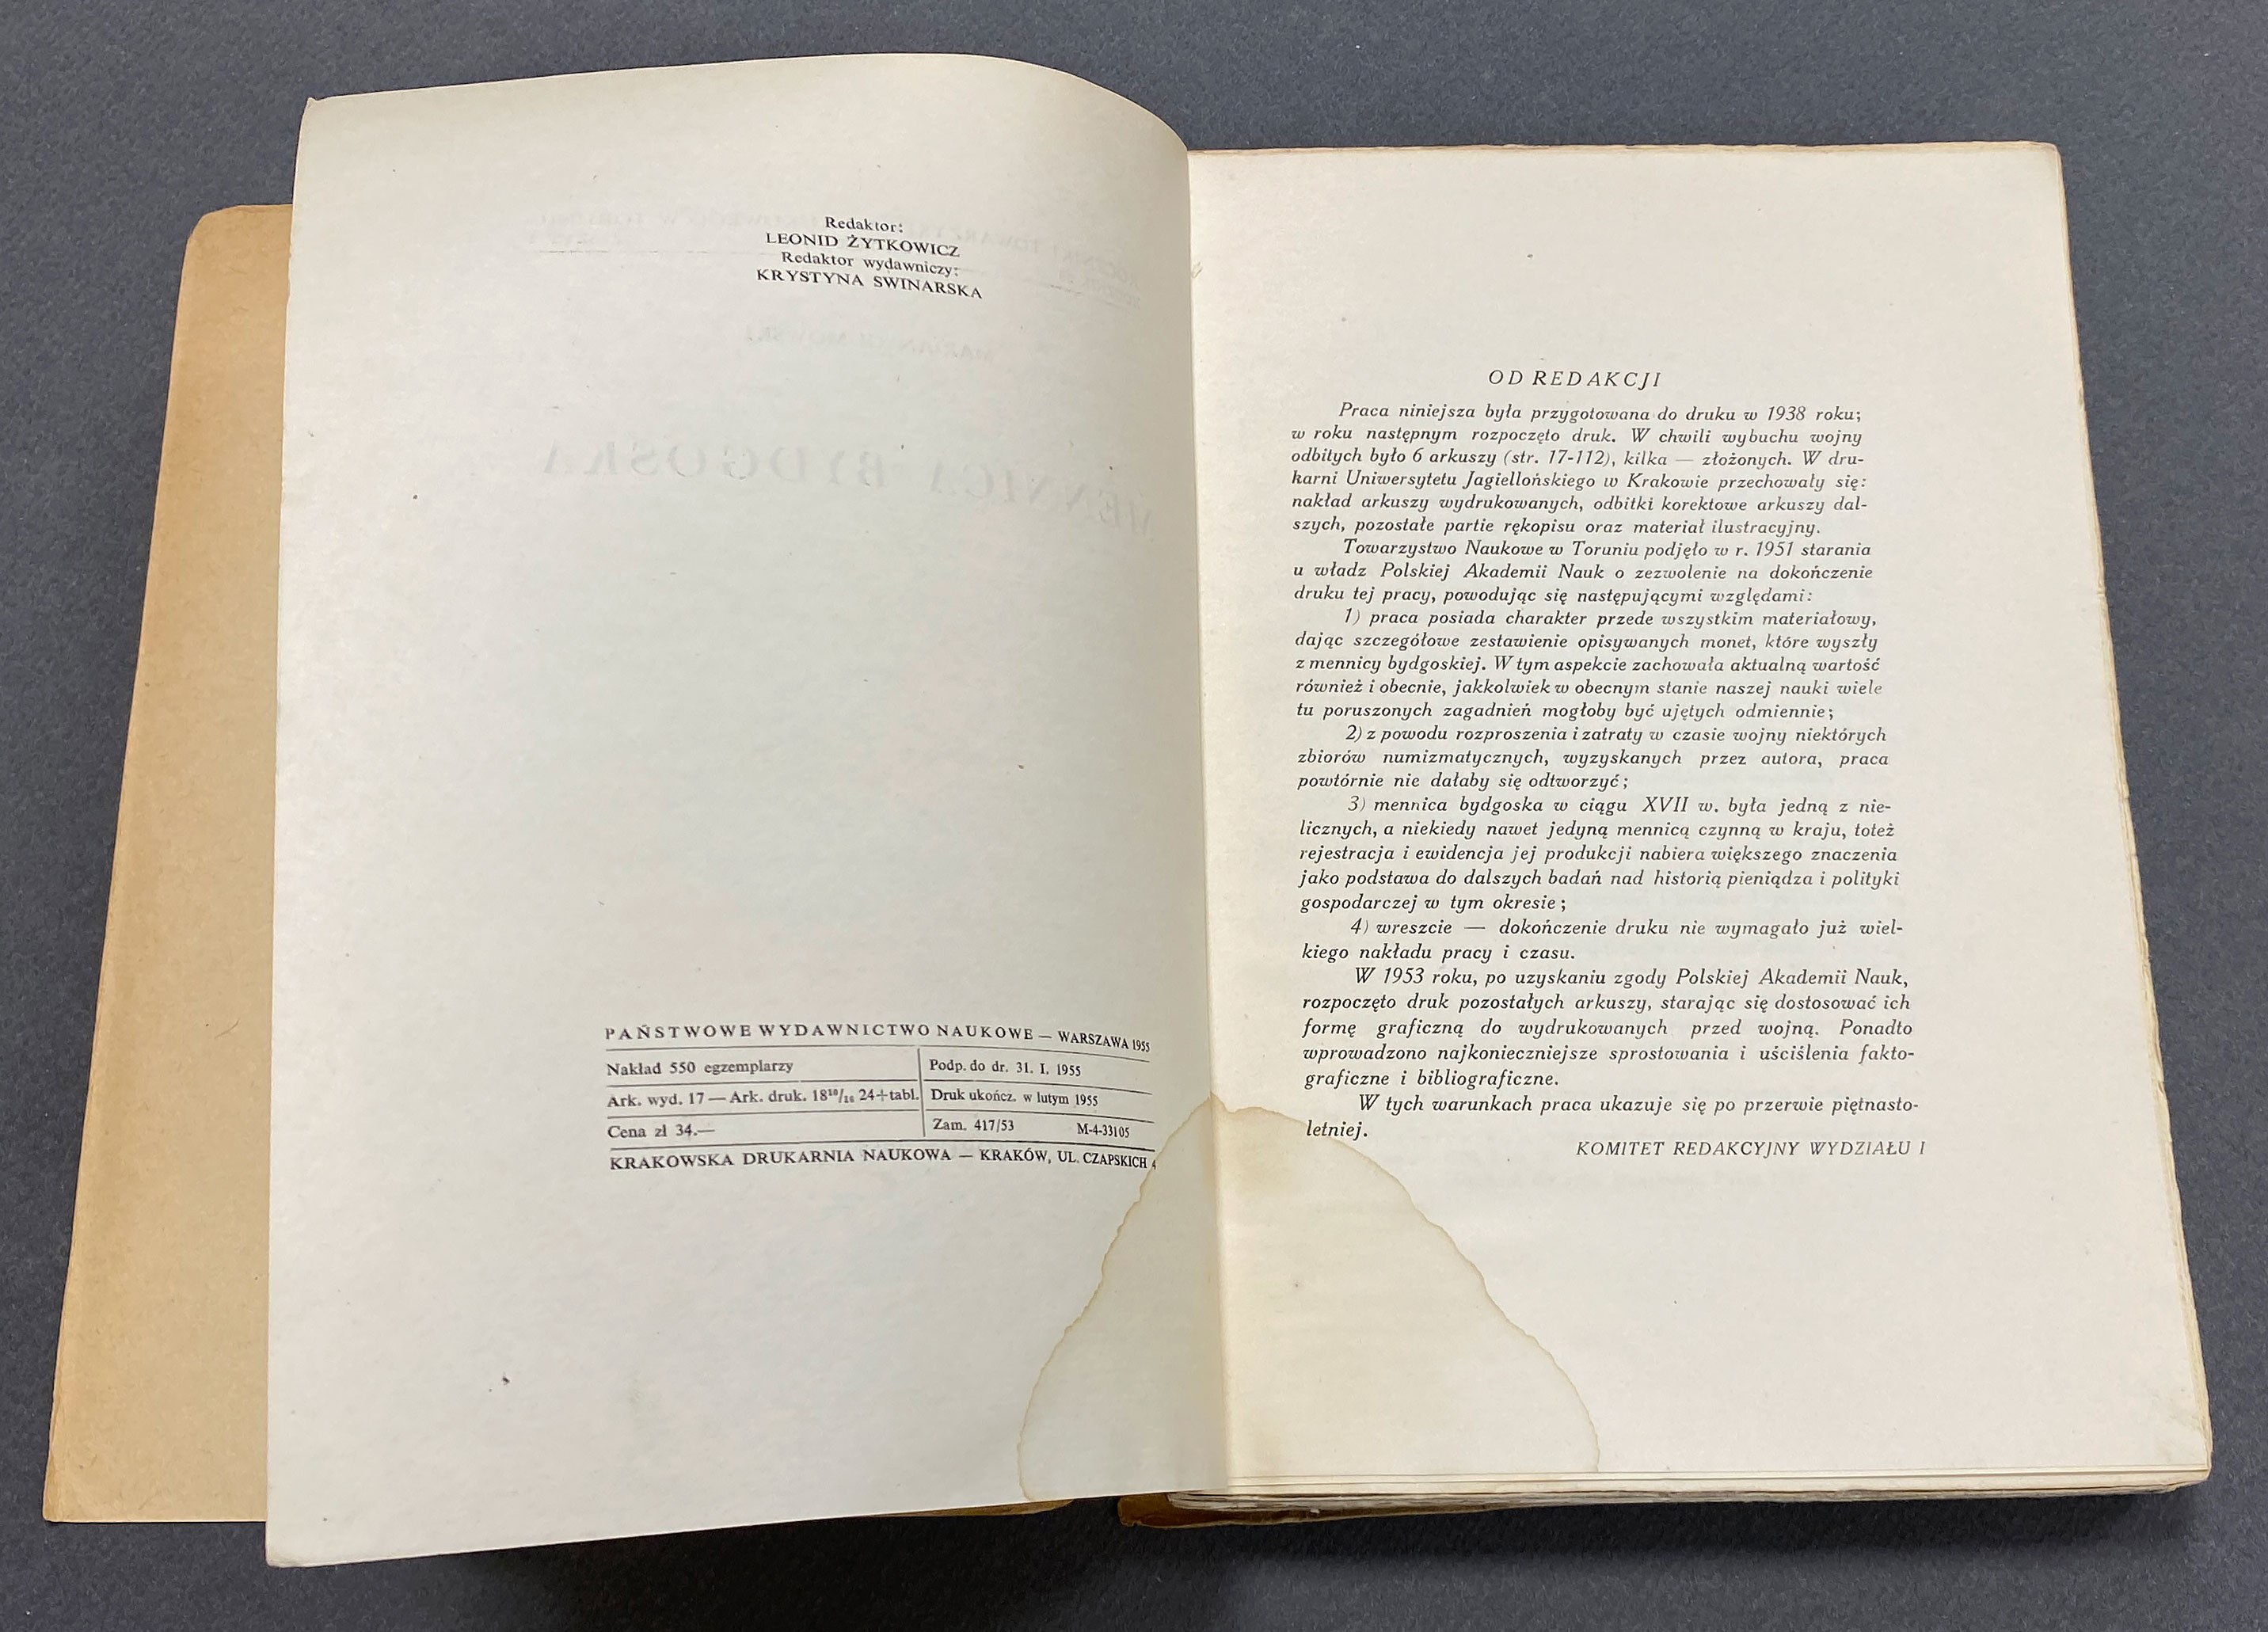 Redaktor:
LEONID ŻYTKOWICZ
Redaktor wydawniczy:
KRYSTYNA SWINARSKA
MENNICA BYDGOSKA
PAŃSTWOWE WYDAWNICTWO NAUKOWE — WARSZAWA 1955
Nakład 550 egzemplarzy
Podp. do dr. 31. I. 1955
Ark. wyd. 17 — Ark. druk. 18¹⁰/₁₆ 24+tabl.
Druk ukończ. w lutym 1955
Cena zł 34.—
Zam. 417/53 M-4-33105
KRAKOWSKA DRUKARNIA NAUKOWA — KRAKÓW, UL. CZAPSKICH 4
OD REDAKCJI
Praca niniejsza była przygotowana do druku w 1938 roku;
w roku następnym rozpoczęto druk. W chwili wybuchu wojny
odbitych było 6 arkuszy (str. 17-112), kilka — złożonych. W dru-
karni Uniwersytetu Jagiellońskiego w Krakowie przechowały się:
nakład arkuszy wydrukowanych, odbitki korektowe arkuszy dal-
szych, pozostałe partie rękopisu oraz materiał ilustracyjny.
Towarzystwo Naukowe w Toruniu podjęło w r. 1951 starania
u władz Polskiej Akademii Nauk o zezwolenie na dokończenie
druku tej pracy, powodując się następującymi względami:
1) praca posiada charakter przede wszystkim materiałowy,
dając szczegółowe zestawienie opisywanych monet, które wyszły
z mennicy bydgoskiej. W tym aspekcie zachowała aktualną wartość
również i obecnie, jakkolwiek w obecnym stanie naszej nauki wiele
tu poruszonych zagadnień mogłoby być ujętych odmiennie;
2) z powodu rozproszenia i zatraty w czasie wojny niektórych
zbiorów numizmatycznych, wyzyskanych przez autora, praca
powtórnie nie dałaby się odtworzyć;
3) mennica bydgoska w ciągu XVII w. była jedną z nie-
licznych, a niekiedy nawet jedyną mennicą czynną w kraju, toteż
rejestracja i ewidencja jej produkcji nabiera większego znaczenia
jako podstawa do dalszych badań nad historią pieniądza i polityki
gospodarczej w tym okresie;
4) wreszcie — dokończenie druku nie wymagało już wiel-
kiego nakładu pracy i czasu.
W 1953 roku, po uzyskaniu zgody Polskiej Akademii Nauk,
rozpoczęto druk pozostałych arkuszy, starając się dostosować ich
formę graficzną do wydrukowanych przed wojną. Ponadto
wprowadzono najkonieczniejsze sprostowania i uściślenia fakto-
graficzne i bibliograficzne.
W tych warunkach praca ukazuje się po przerwie piętnasto-
letniej.
KOMITET REDAKCYJNY WYDZIAŁU I